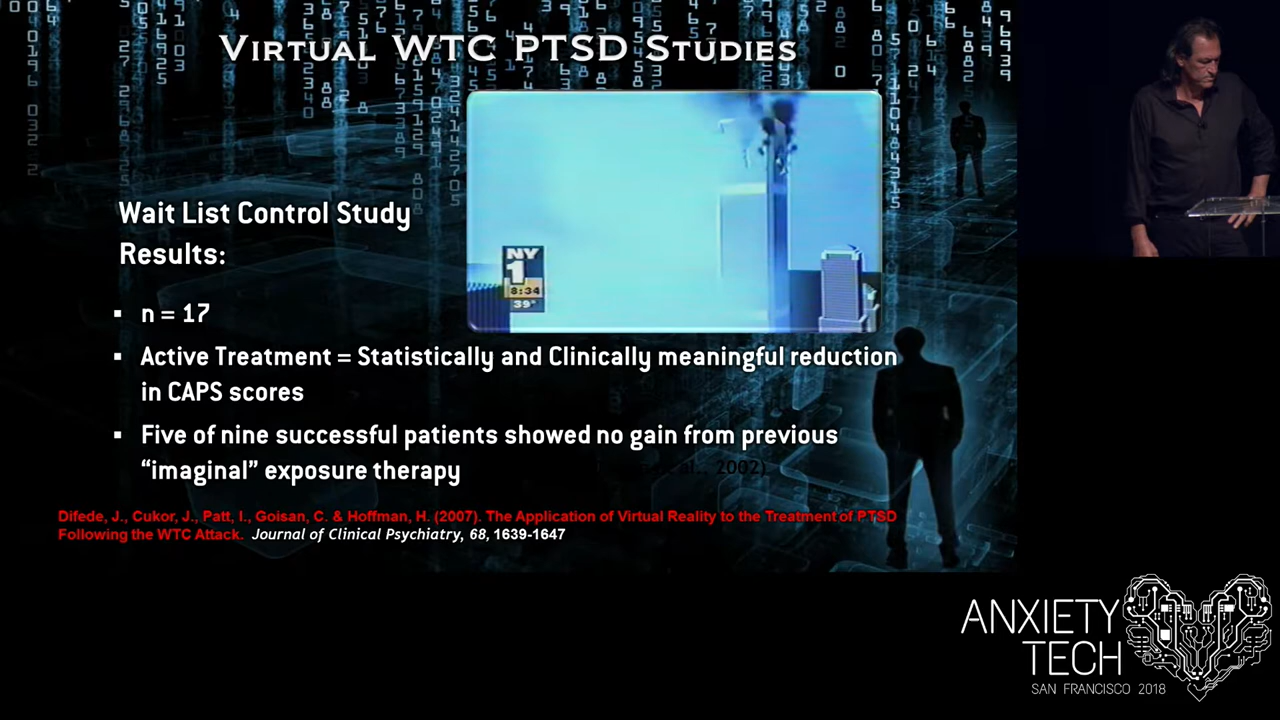 VIRTUAL WTC PTSD STUDIES
NY
1
8:34
39°
Wait List Control Study
Results:
▪ n = 17
▪ Active Treatment = Statistically and Clinically meaningful reduction
in CAPS scores
▪ Five of nine successful patients showed no gain from previous
“imaginal” exposure therapy
Difede, J., Cukor, J., Patt, I., Goisan, C. & Hoffman, H. (2007). The Application of Virtual Reality to the Treatment of PTSD
Following the WTC Attack. Journal of Clinical Psychiatry, 68, 1639-1647
ANXIETY
TECH
SAN FRANCISCO 2018